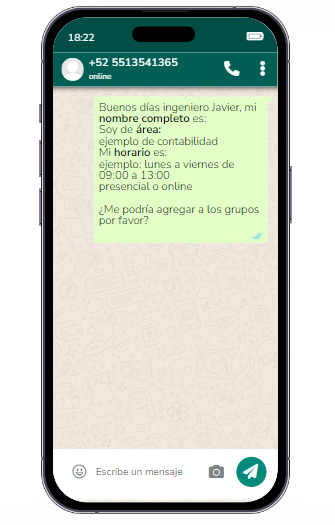 18:22
+52 5513541365
online
Buenos días ingeniero Javier, mi
nombre completo es:
Soy de área:
ejemplo de contabilidad
Mi horario es:
ejemplo: lunes a viernes de
09:00 a 13:00
presencial o online
¿Me podría agregar a los grupos
por favor?
Escribe un mensaje